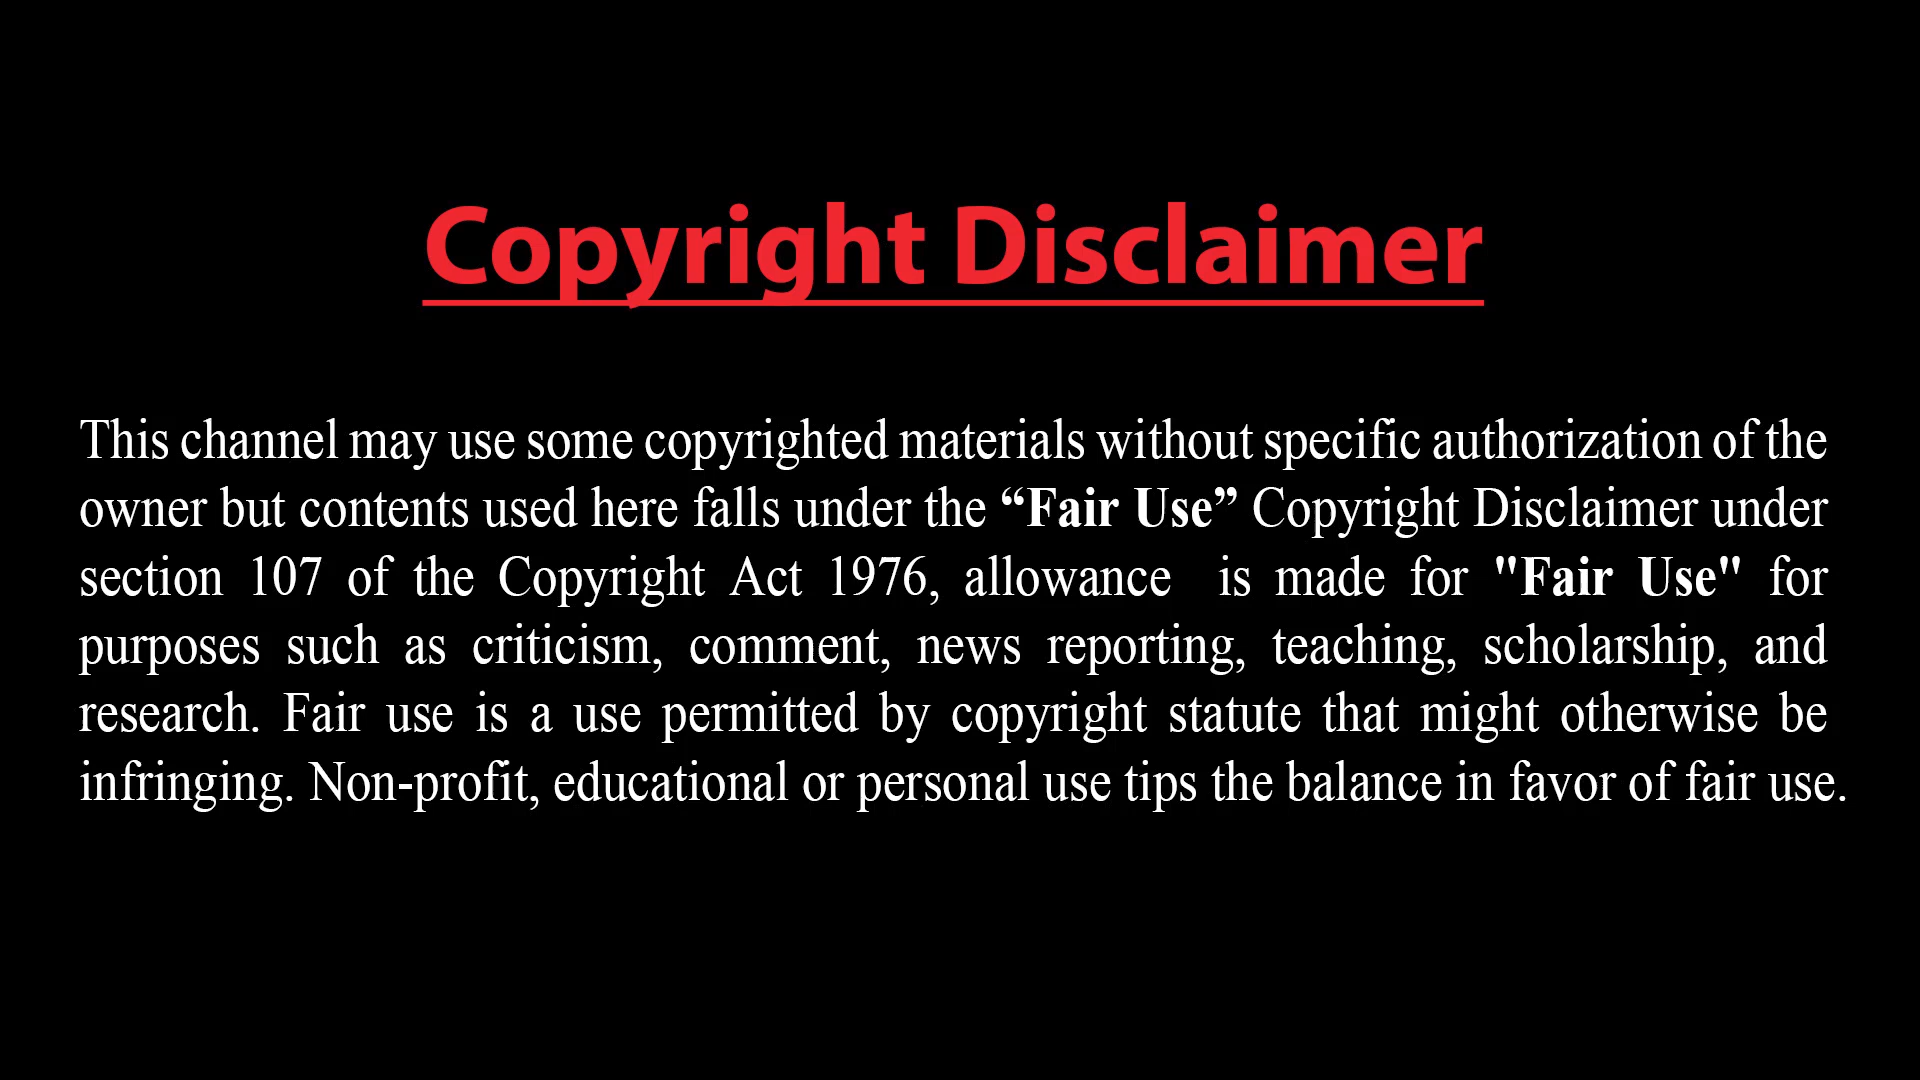 Copyright Disclaimer
This channel may use some copyrighted materials without specific authorization of the
owner but contents used here falls under the “Fair Use” Copyright Disclaimer under
section 107 of the Copyright Act 1976, allowance  is made for "Fair Use" for
purposes such as criticism, comment, news reporting, teaching, scholarship, and
research. Fair use is a use permitted by copyright statute that might otherwise be
infringing. Non-profit, educational or personal use tips the balance in favor of fair use.